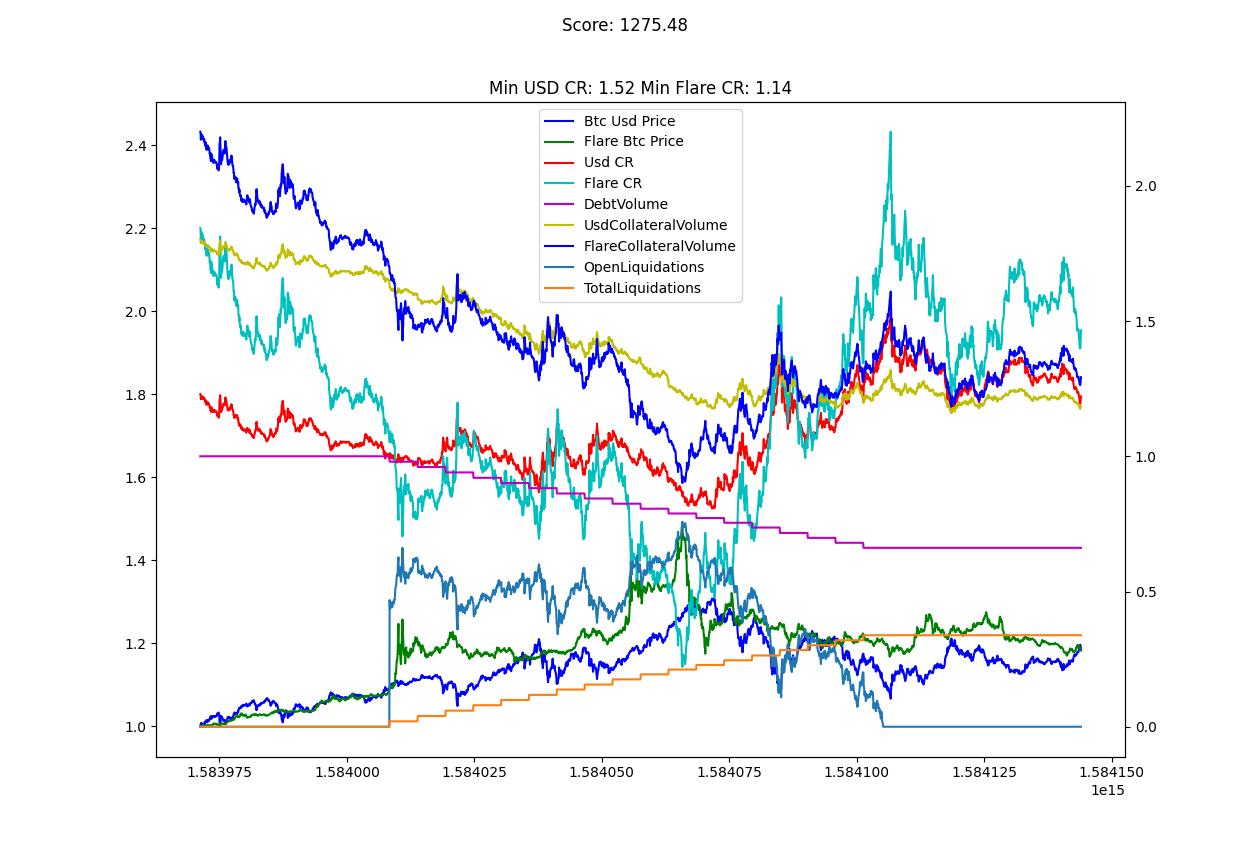 Score: 1275.48
Min USD CR: 1.52 Min Flare CR: 1.14
Btc Usd Price
Flare Btc Price
Usd CR
Flare CR
DebtVolume
UsdCollateralVolume
FlareCollateralVolume
OpenLiquidations
TotalLiquidations
2.4
2.2
2.0
1.8
1.6
1.4
1.2
1.0
2.0
1.5
1.0
0.5
0.0
1.583975 1.584000 1.584025 1.584050 1.584075 1.584100 1.584125 1.584150
1e15